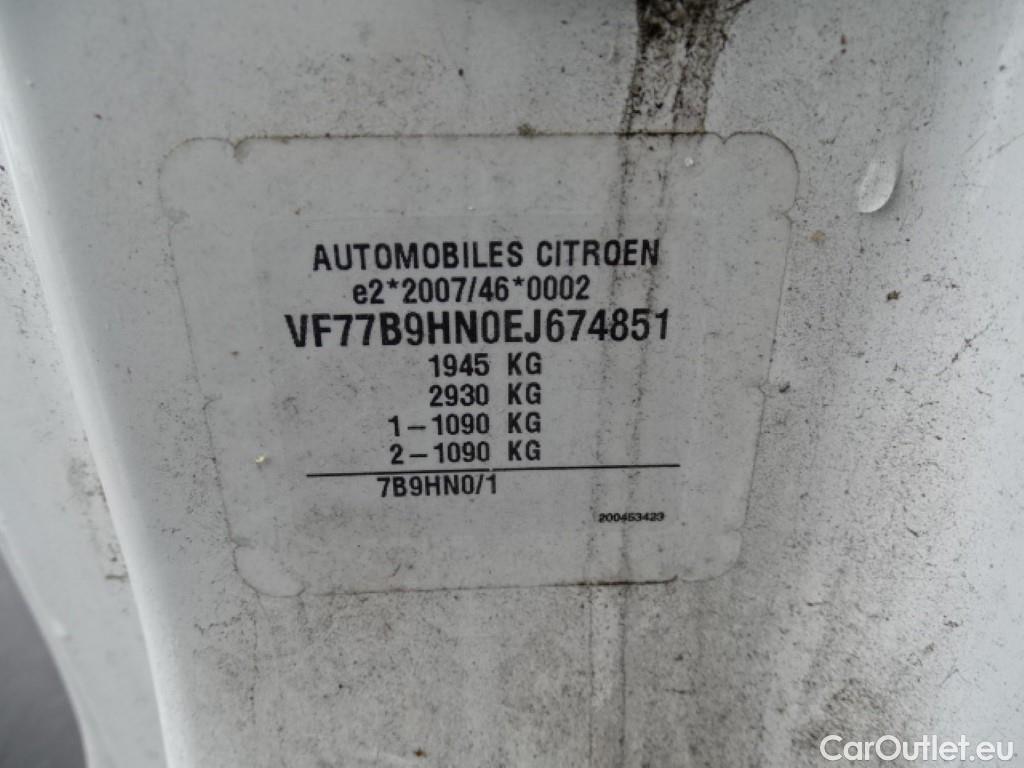 AUTOMOBILES CITROEN
e2*2007/46*0002
VF77B9HN0EJ674851
1945 KG
2930 KG
1-1090 KG
2-1090 KG
7B9HN0/1
200453423
CarOutlet.eu